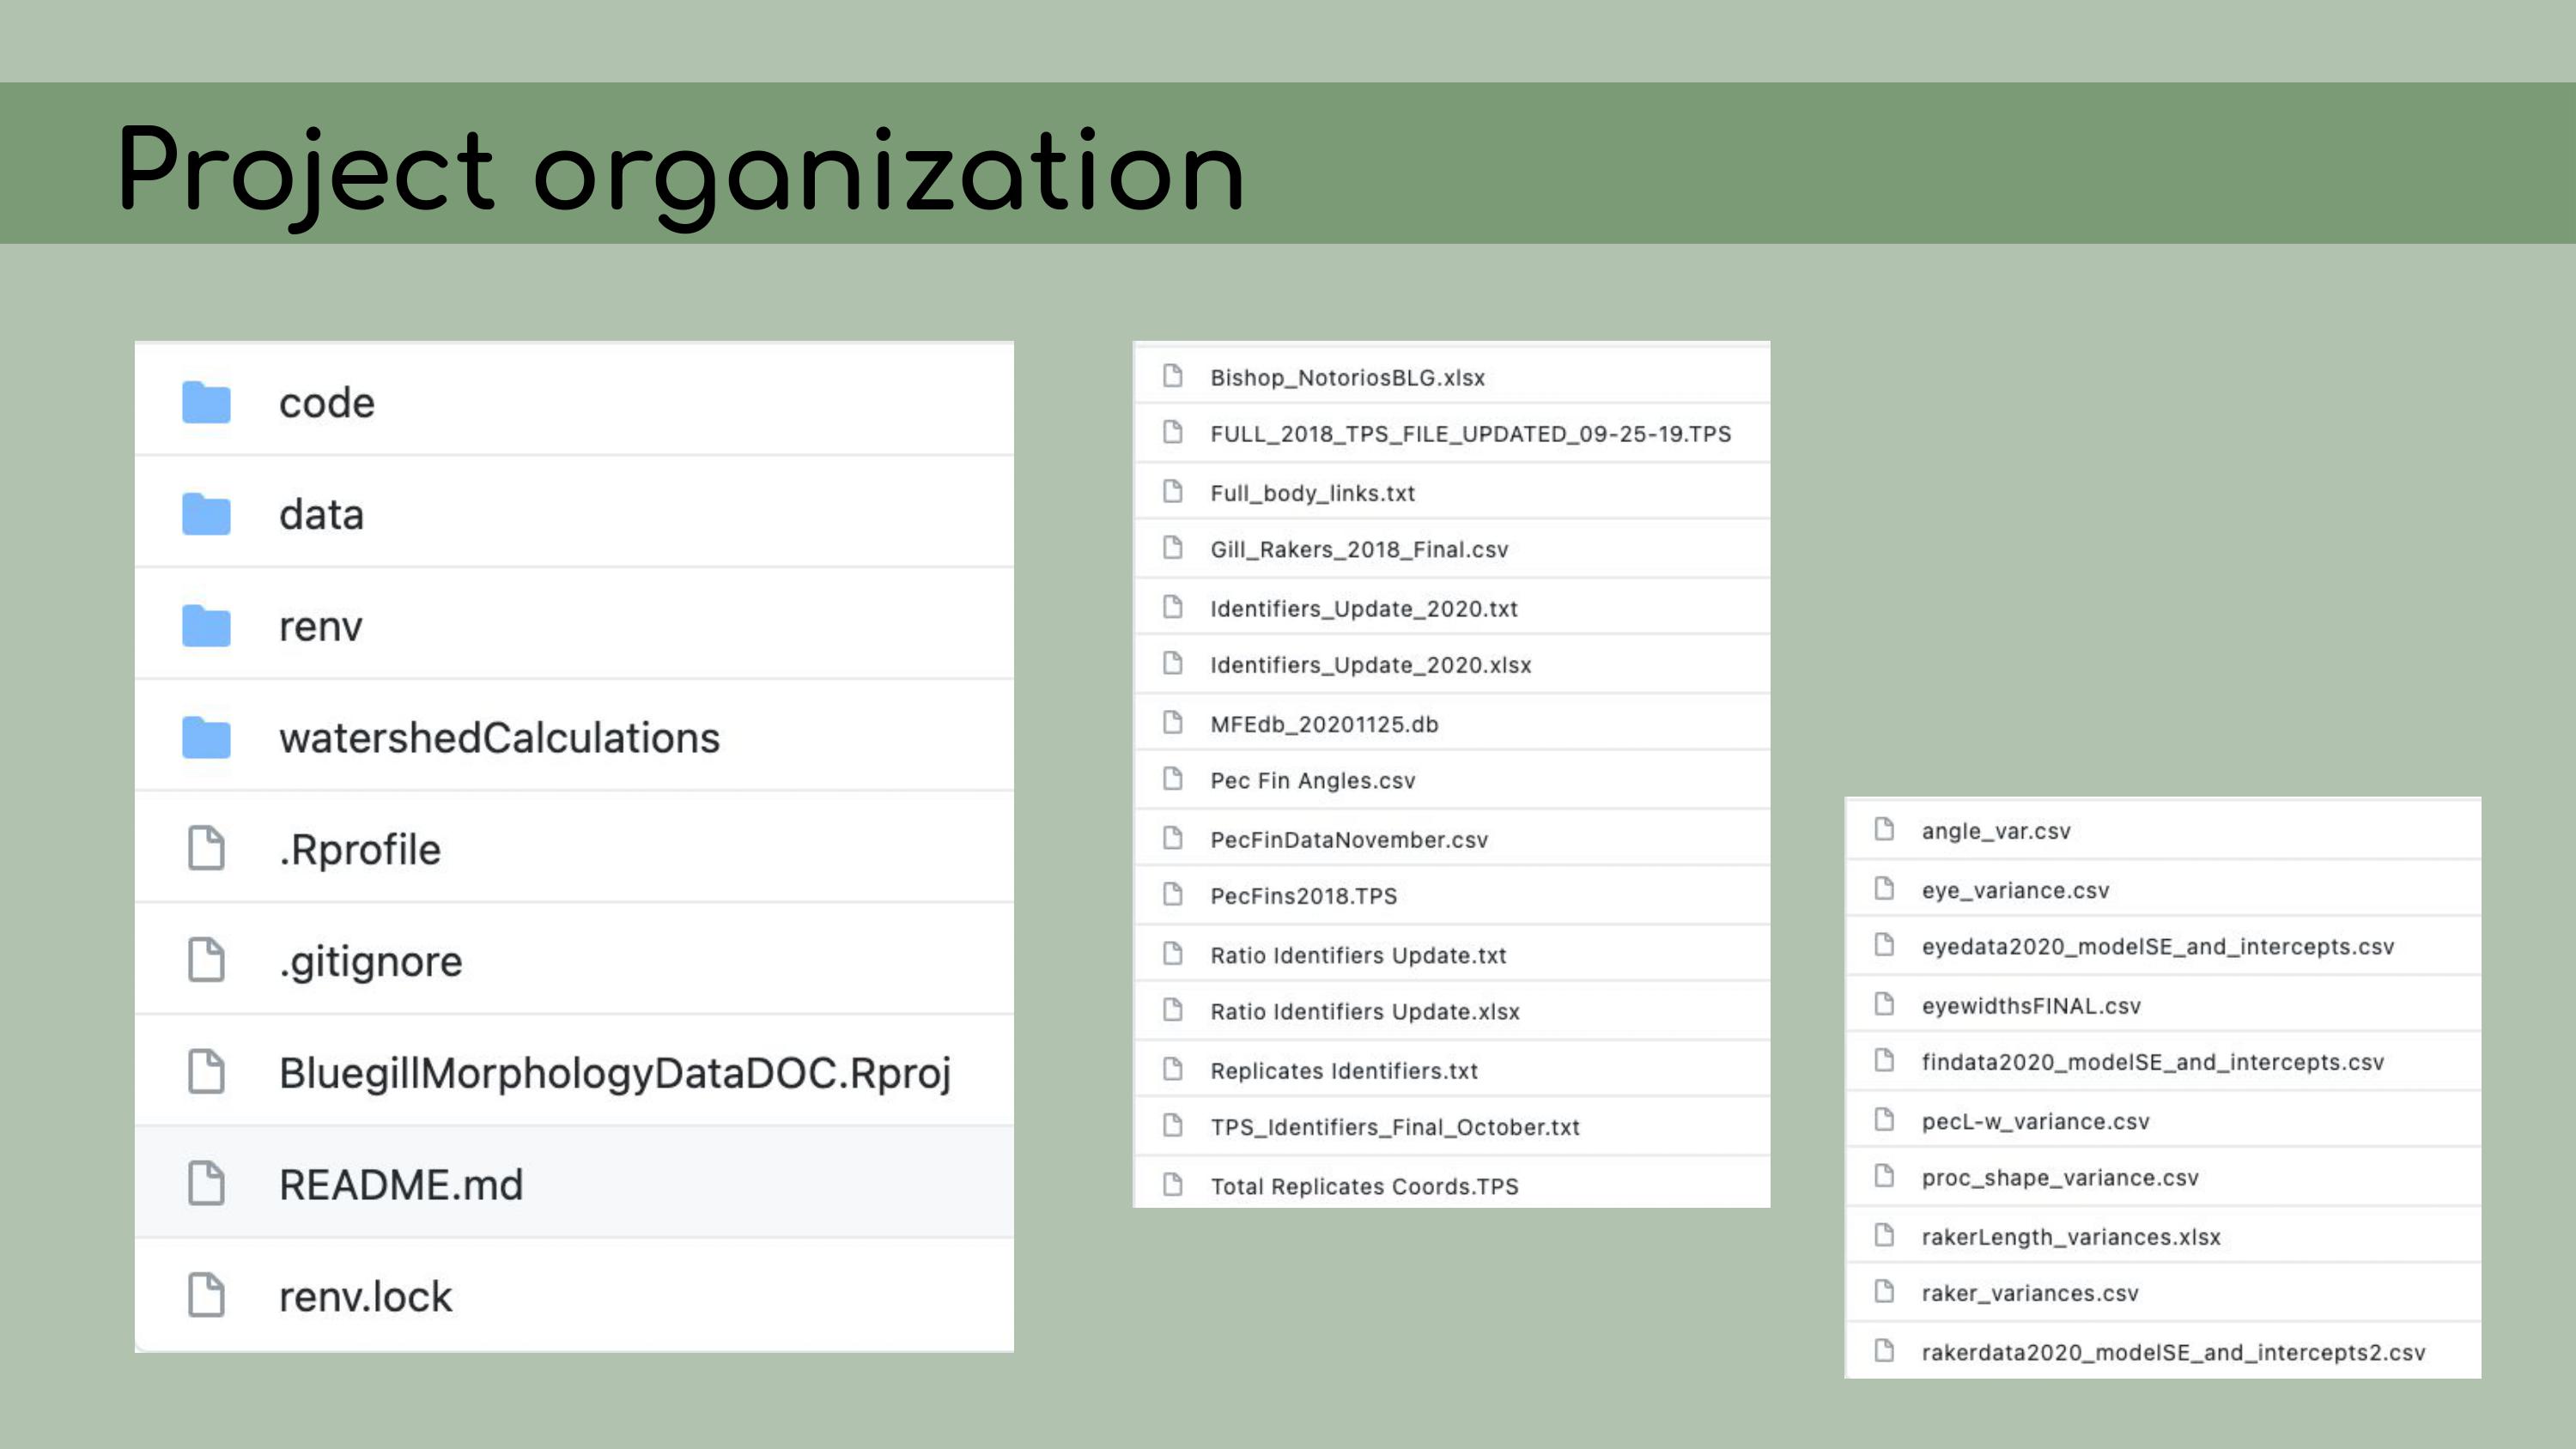 Project organization
code
data
renv
watershedCalculations
.Rprofile
.gitignore
BluegillMorphologyDataDOC.Rproj
README.md
renv.lock
Bishop_NotoriosBLG.xlsx
FULL_2018_TPS_FILE_UPDATED_09-25-19.TPS
Full_body_links.txt
Gill_Rakers_2018_Final.csv
Identifiers_Update_2020.txt
Identifiers_Update_2020.xlsx
MFEdb_20201125.db
Pec Fin Angles.csv
PecFinDataNovember.csv
PecFins2018.TPS
Ratio Identifiers Update.txt
Ratio Identifiers Update.xlsx
Replicates Identifiers.txt
TPS_Identifiers_Final_October.txt
Total Replicates Coords.TPS
angle_var.csv
eye_variance.csv
eyedata2020_modelSE_and_intercepts.csv
eyewidthsFINAL.csv
findata2020_modelSE_and_intercepts.csv
pecL-w_variance.csv
proc_shape_variance.csv
rakerLength_variances.xlsx
raker_variances.csv
rakerdata2020_modelSE_and_intercepts2.csv